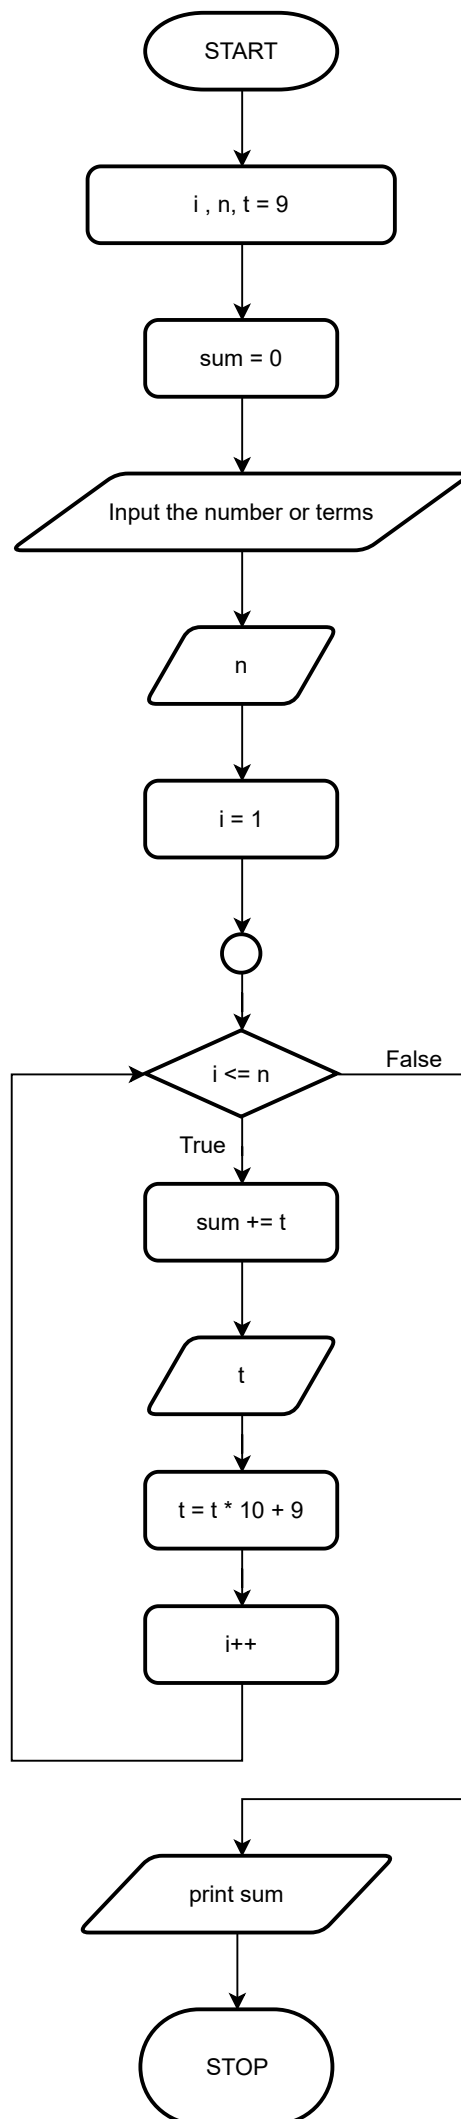 START
i , n, t = 9
sum = 0
Input the number or terms
n
i = 1
i <= n
False
True
sum += t
t
t = t * 10 + 9
i++
print sum
STOP